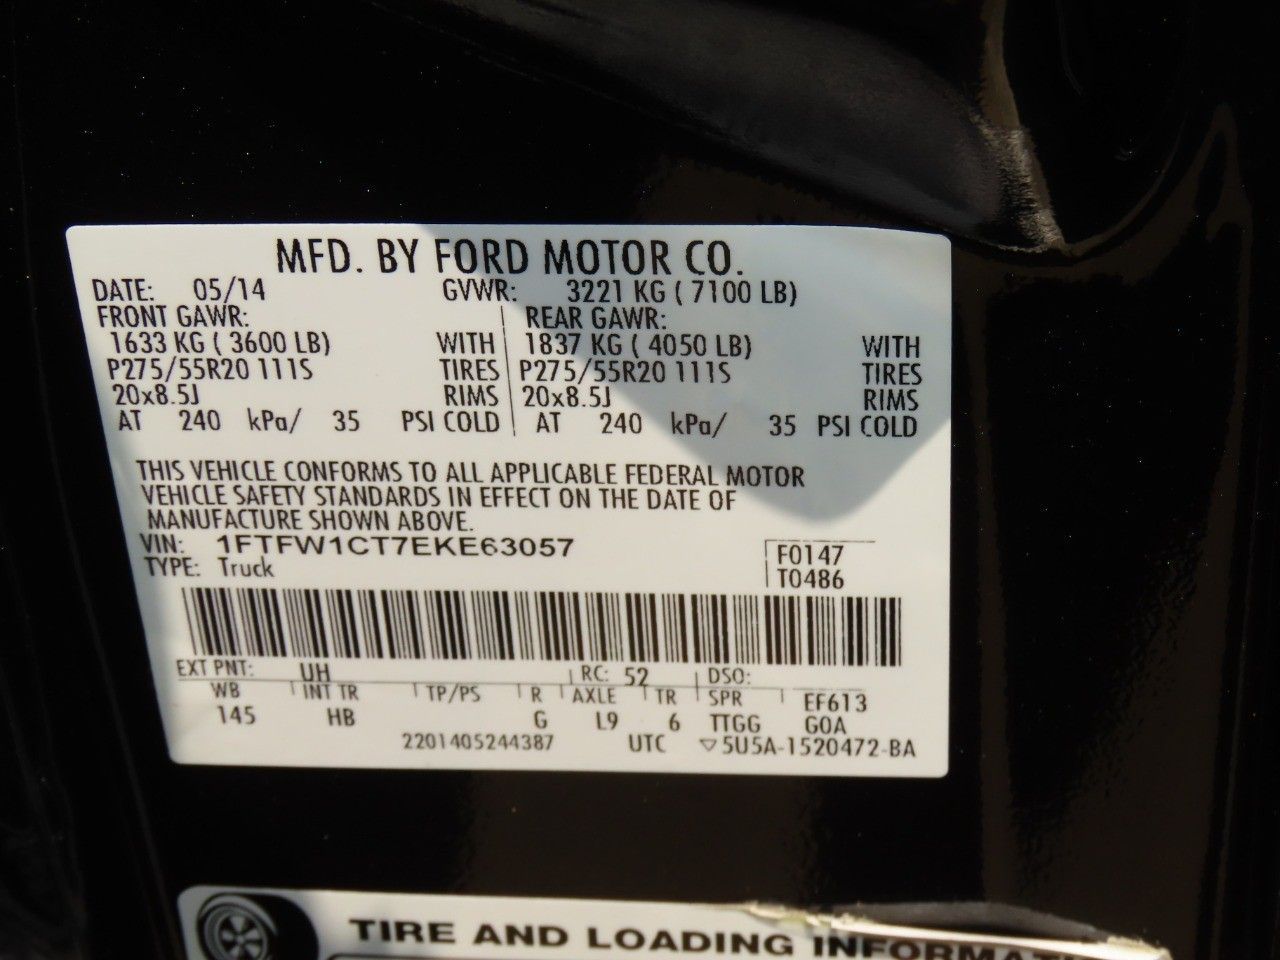 MFD. BY FORD MOTOR CO.
DATE: 05/14 GVWR: 3221 KG ( 7100 LB)
FRONT GAWR: REAR GAWR:
1633 KG ( 3600 LB) WITH 1837 KG ( 4050 LB) WITH
P275/55R20 111S TIRES P275/55R20 111S TIRES
20x8.5J RIMS 20x8.5J RIMS
AT 240 kPa/ 35 PSI COLD AT 240 kPa/ 35 PSI COLD
THIS VEHICLE CONFORMS TO ALL APPLICABLE FEDERAL MOTOR
VEHICLE SAFETY STANDARDS IN EFFECT ON THE DATE OF
MANUFACTURE SHOWN ABOVE.
VIN: 1FTFW1CT7EKE63057 F0147
TYPE: Truck T0486
EXT PNT: UH RC: 52 DSO:
WB INT TR TP/PS R AXLE TR SPR EF613
145 HB G L9 6 TTGG GOA
2201405244387 UTC ▽5U5A-1520472-BA
TIRE AND LOADING INFORMAT